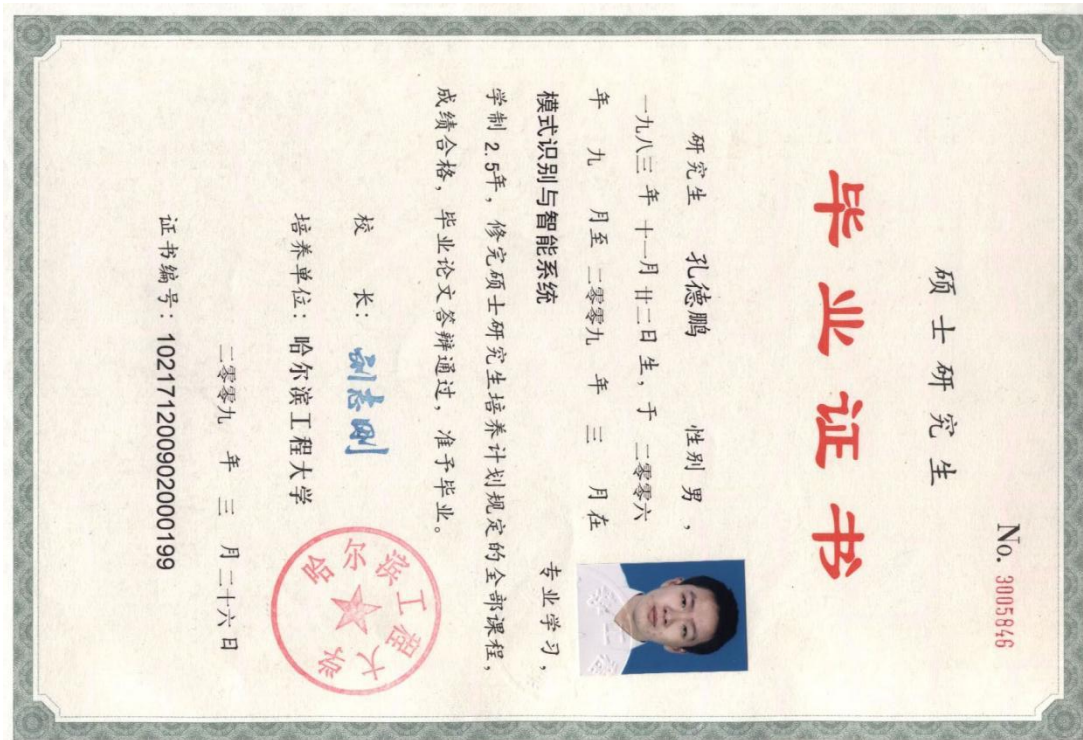 No. 3005846
硕士研究生
毕业证书
研究生 孔德鹏 性别 男，
一九八三 年 十一月 廿二日生，于 二零零六
年 九 月至 二零零九 年 三 月在
模式识别与智能系统 专业学习，
学制 2.5年，修完硕士研究生培养计划规定的全部课程，
成绩合格，毕业论文答辩通过，准予毕业。
校 长： 刘志刚
培养单位：哈尔滨工程大学
二零零九 年 三 月二十六日
证书编号：102171200902000199
哈尔滨工程大学